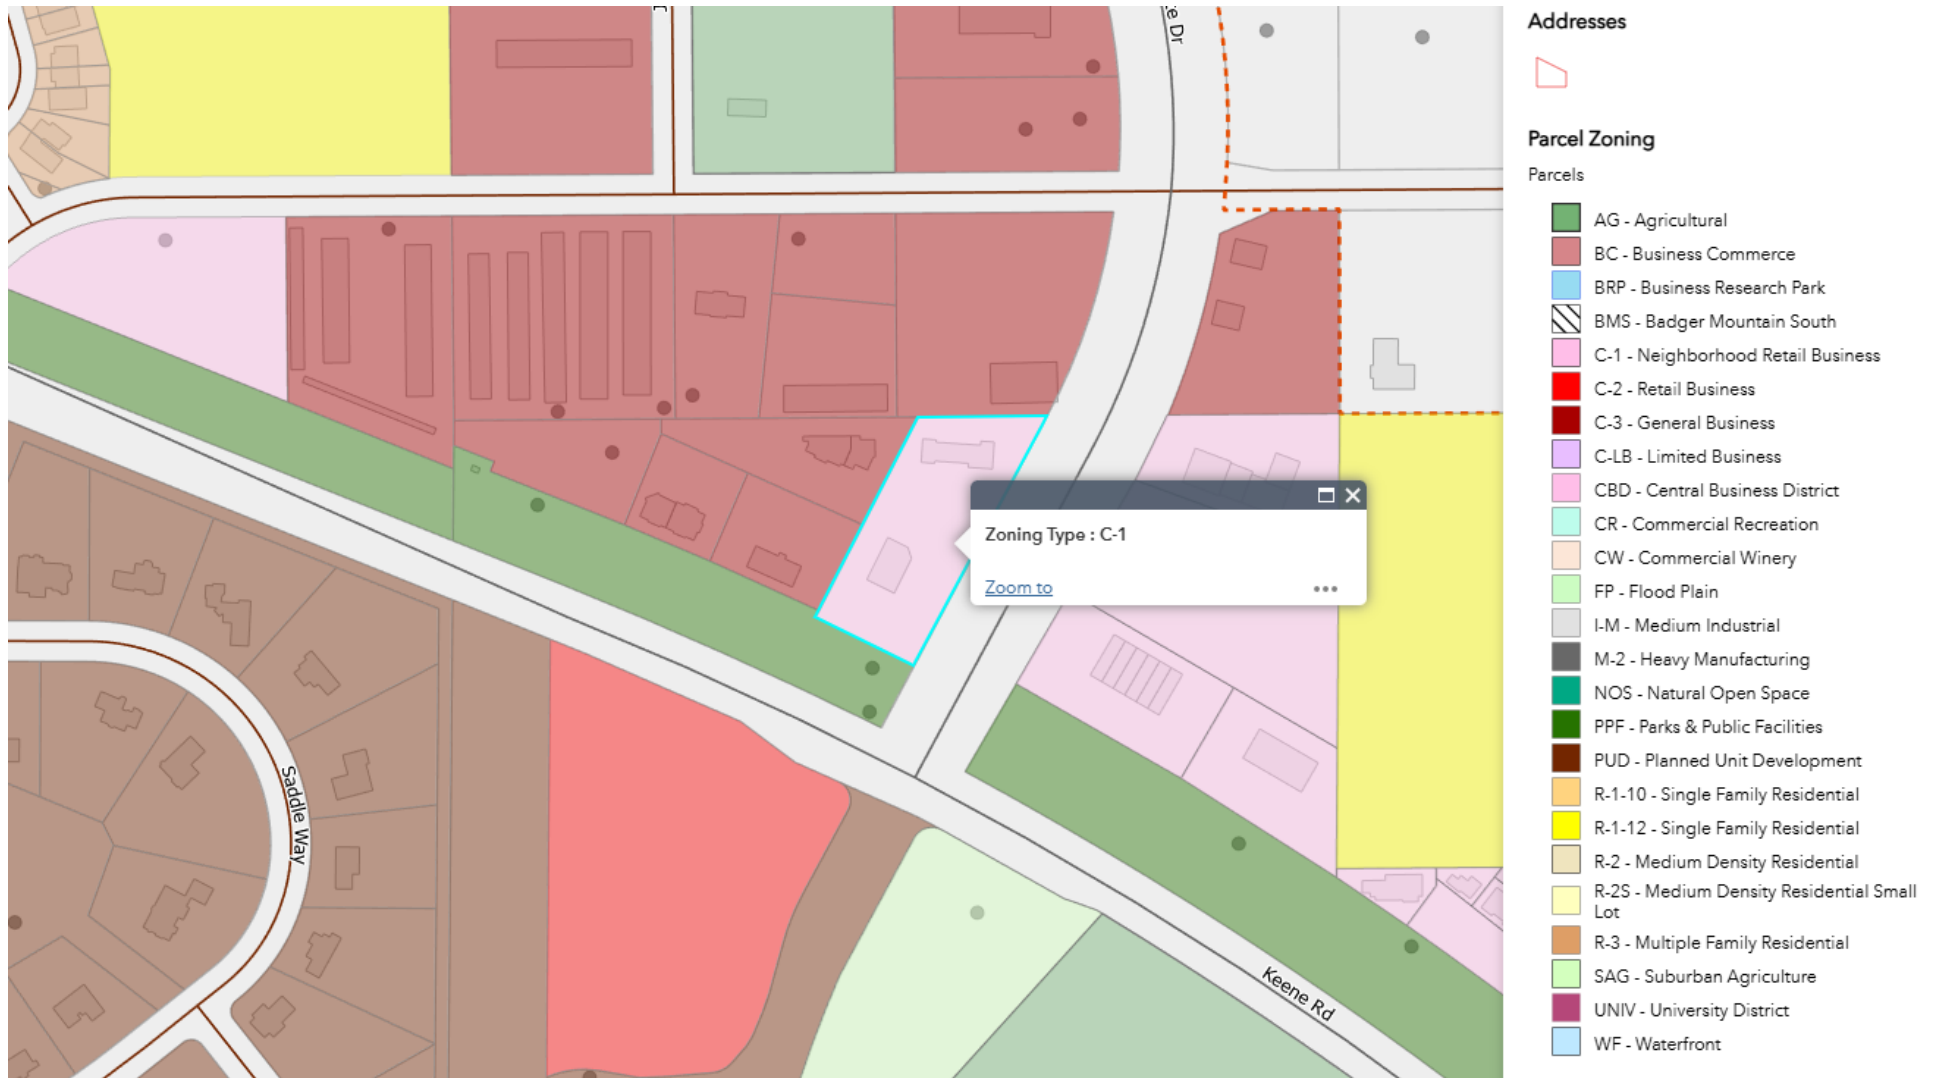 e Dr
Zoning Type : C-1
Zoom to
Saddle Way
Keene Rd
Addresses
Parcel Zoning
Parcels
AG - Agricultural
BC - Business Commerce
BRP - Business Research Park
BMS - Badger Mountain South
C-1 - Neighborhood Retail Business
C-2 - Retail Business
C-3 - General Business
C-LB - Limited Business
CBD - Central Business District
CR - Commercial Recreation
CW - Commercial Winery
FP - Flood Plain
I-M - Medium Industrial
M-2 - Heavy Manufacturing
NOS - Natural Open Space
PPF - Parks & Public Facilities
PUD - Planned Unit Development
R-1-10 - Single Family Residential
R-1-12 - Single Family Residential
R-2 - Medium Density Residential
R-2S - Medium Density Residential Small
Lot
R-3 - Multiple Family Residential
SAG - Suburban Agriculture
UNIV - University District
WF - Waterfront